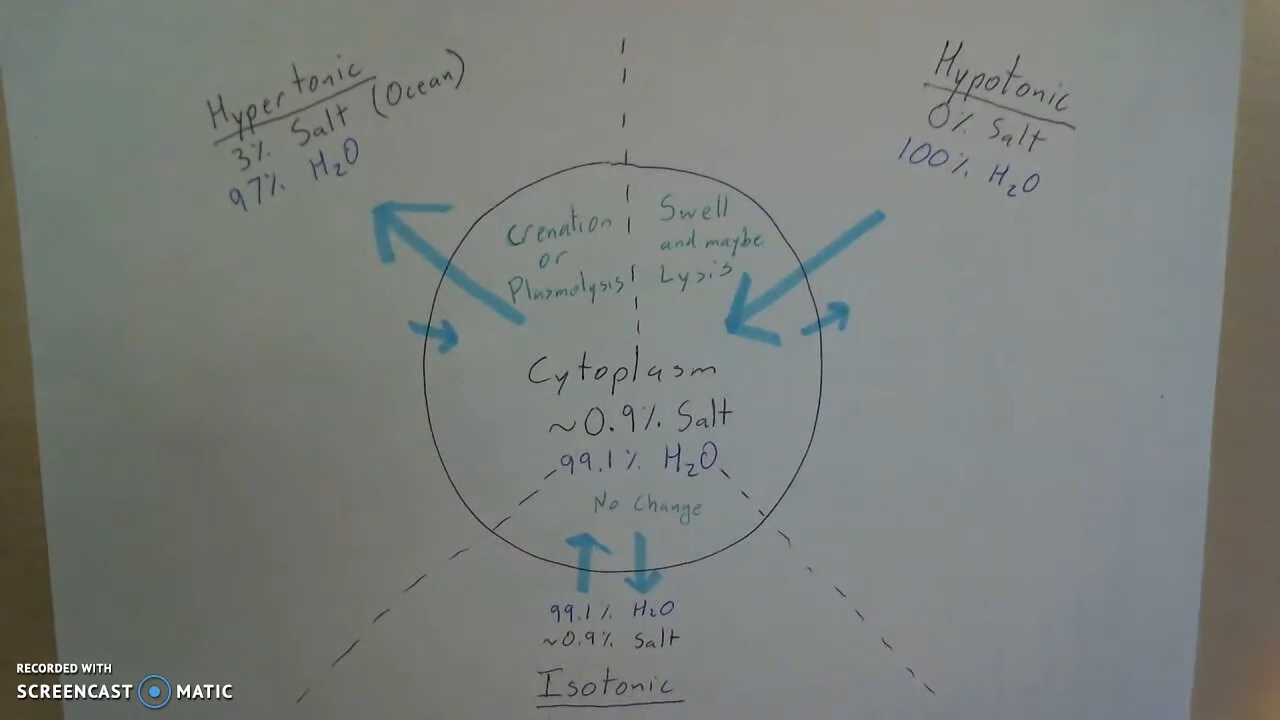 Hypertonic
3% Salt (Ocean)
97% H₂O
Hypotonic
0% Salt
100% H₂O
Crenation
or
Plasmolysis
Swell
and maybe
Lysis
Cytoplasm
~0.9% Salt
99.1% H₂O
No Change
99.1% H₂O
~0.9% Salt
Isotonic
RECORDED WITH
SCREENCAST MATIC